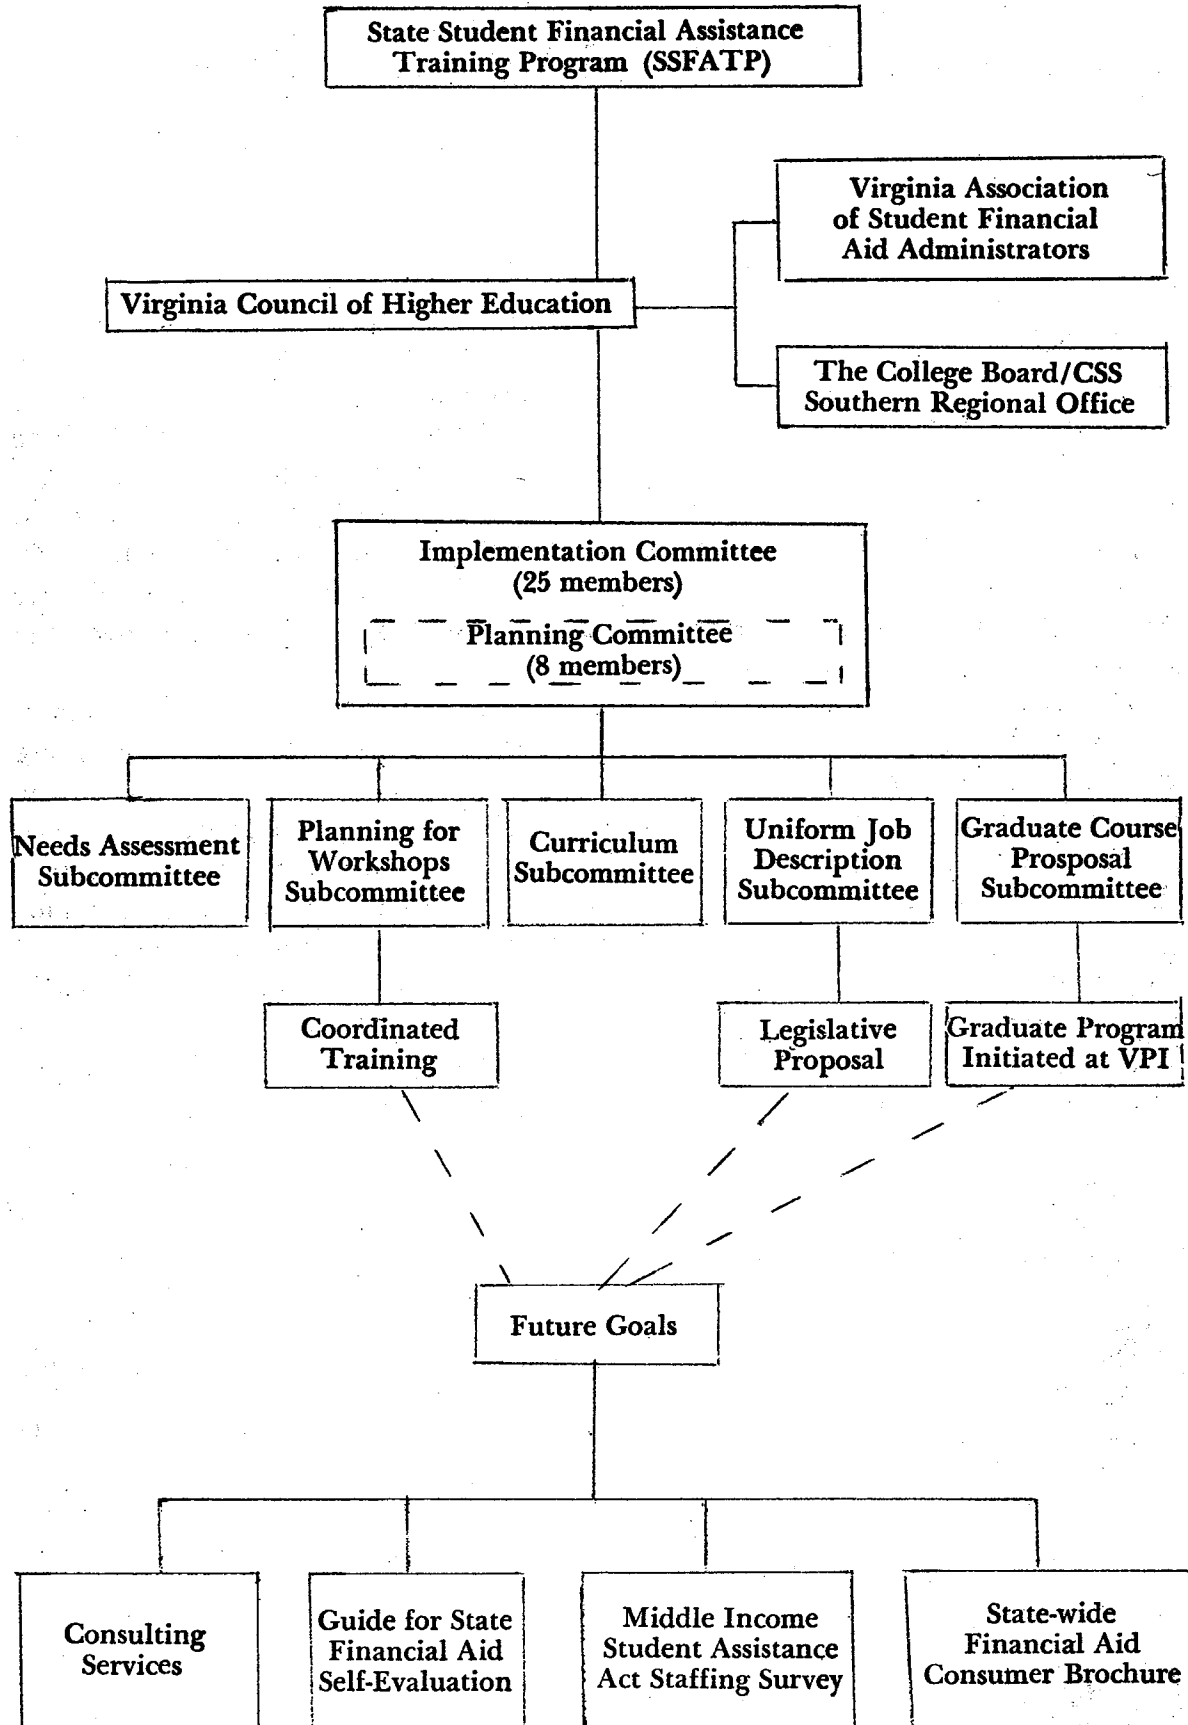 State Student Financial Assistance
Training Program (SSFATP)
Virginia Association
of Student Financial
Aid Administrators
Virginia Council of Higher Education
The College Board/CSS
Southern Regional Office
Implementation Committee
(25 members)
Planning Committee
(8 members)
Needs Assessment
Subcommittee
Planning for
Workshops
Subcommittee
Curriculum
Subcommittee
Uniform Job
Description
Subcommittee
Graduate Course
Prosposal
Subcommittee
Coordinated
Training
Legislative
Proposal
Graduate Program
Initiated at VPI
Future Goals
Consulting
Services
Guide for State
Financial Aid
Self-Evaluation
Middle Income
Student Assistance
Act Staffing Survey
State-wide
Financial Aid
Consumer Brochure